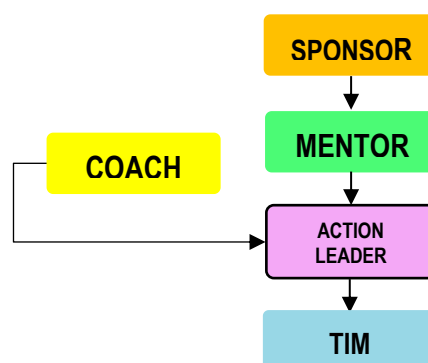 SPONSOR
MENTOR
COACH
ACTION
LEADER
TIM